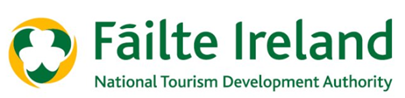 Fáilte Ireland
National Tourism Development Authority